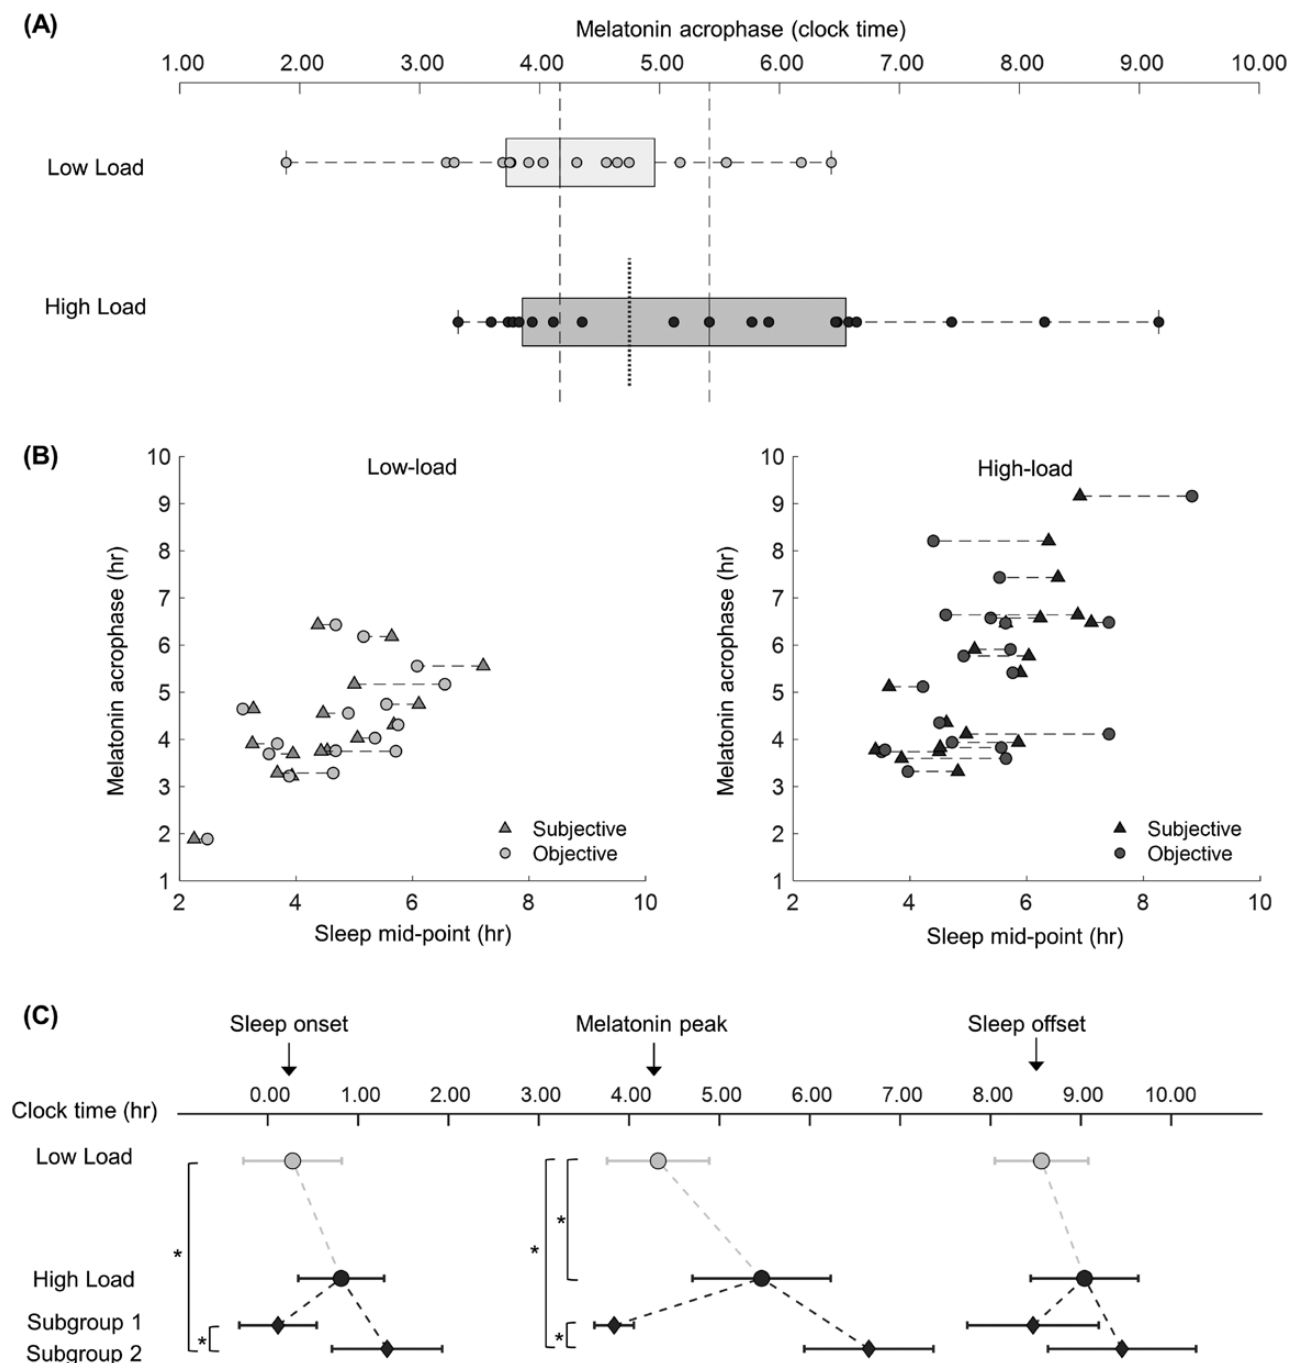 (A)
Melatonin acrophase (clock time)
1.00 2.00 3.00 4.00 5.00 6.00 7.00 8.00 9.00 10.00
Low Load
High Load
(B)
Low-load
10
9
8
7
6
5
4
3
2
1
Melatonin acrophase (hr)
Subjective
Objective
2 4 6 8 10
Sleep mid-point (hr)
High-load
10
9
8
7
6
5
4
3
2
1
Melatonin acrophase (hr)
Subjective
Objective
2 4 6 8 10
Sleep mid-point (hr)
(C)
Sleep onset Melatonin peak Sleep offset
Clock time (hr) 0.00 1.00 2.00 3.00 4.00 5.00 6.00 7.00 8.00 9.00 10.00
Low Load
*
*
*
High Load
Subgroup 1
* *
Subgroup 2